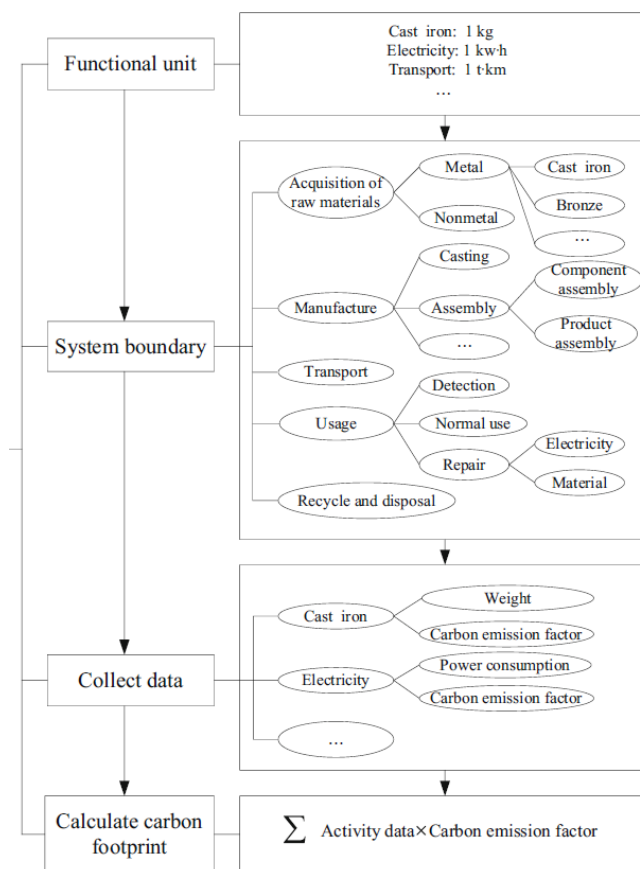 Functional unit
Cast iron: 1 kg
Electricity: 1 kw·h
Transport: 1 t·km
...
System boundary
Acquisition of
raw materials
Metal
Cast iron
Bronze
...
Nonmetal
Manufacture
Casting
Assembly
Component
assembly
Product
assembly
...
Transport
Usage
Detection
Normal use
Repair
Electricity
Material
Recycle and disposal
Collect data
Cast iron
Weight
Carbon emission factor
Electricity
Power consumption
Carbon emission factor
...
Calculate carbon
footprint
∑ Activity data×Carbon emission factor